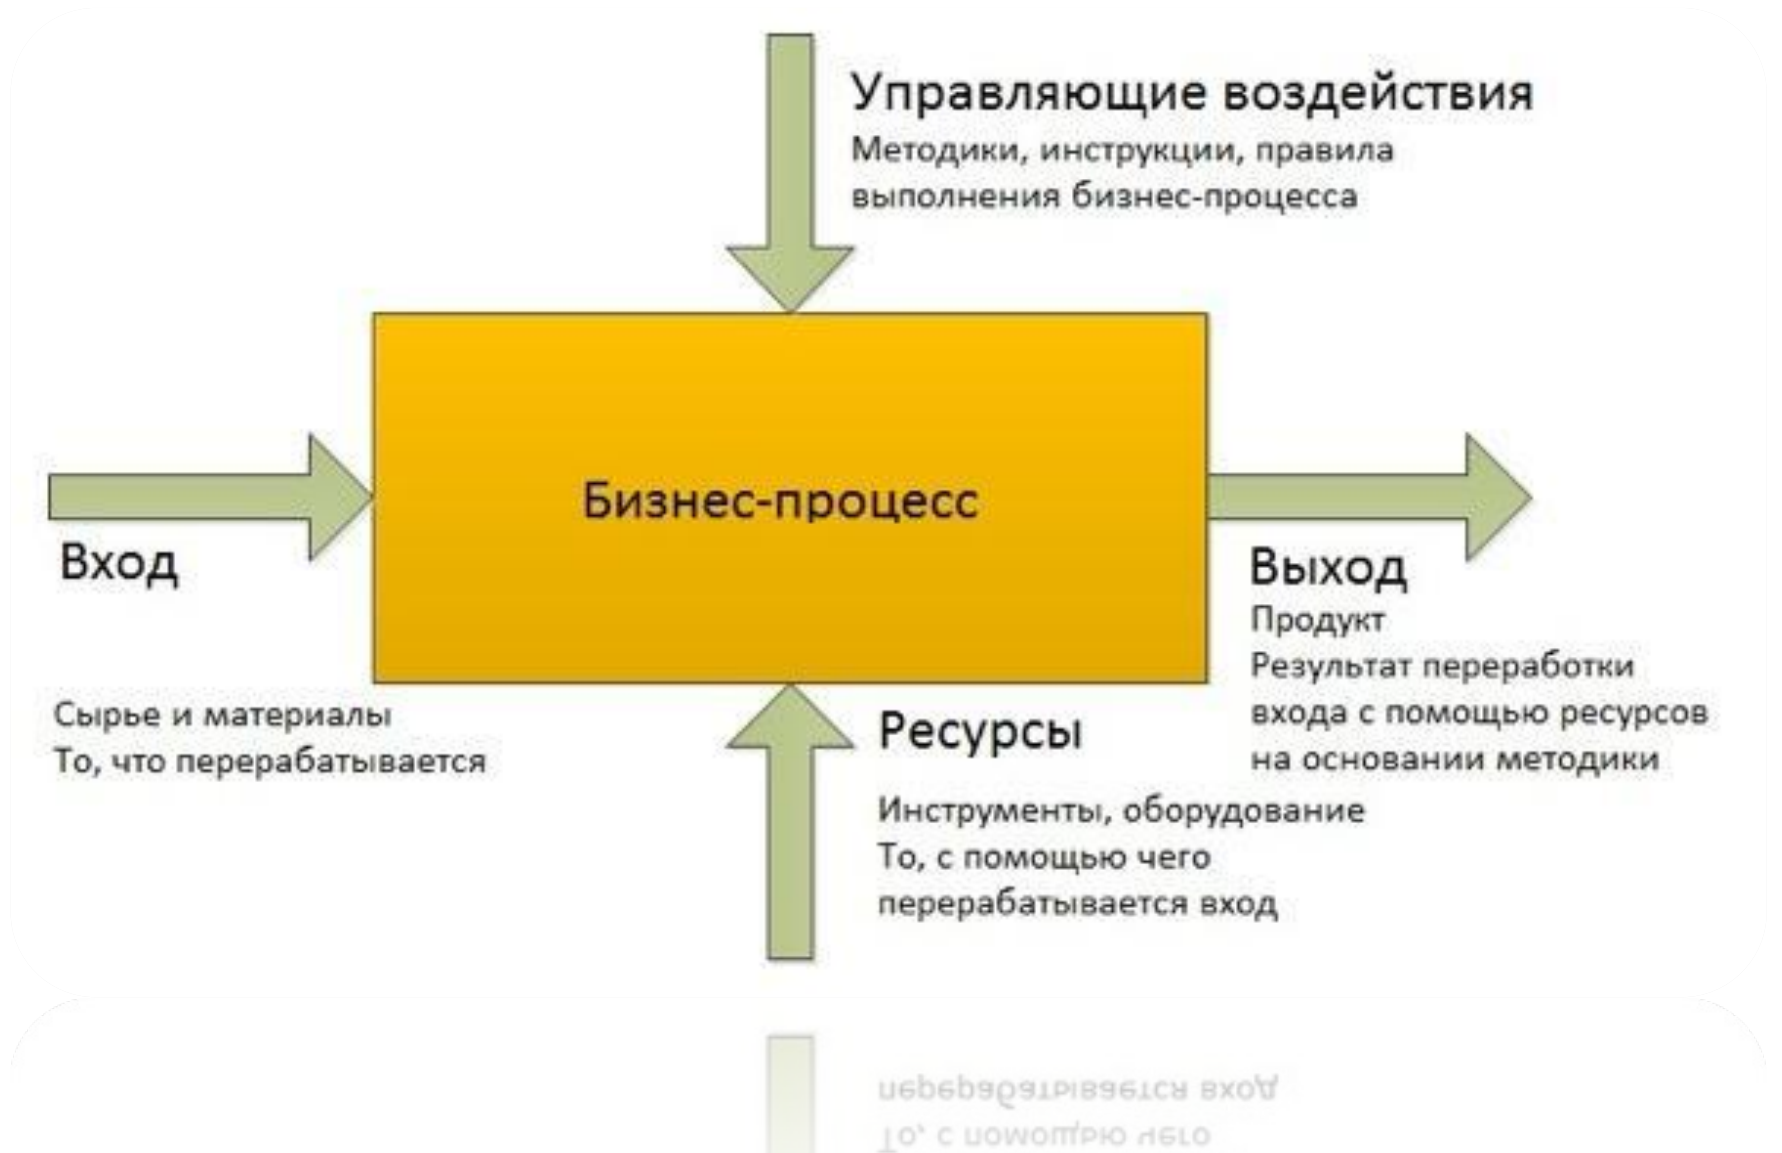 Управляющие воздействия
Методики, инструкции, правила
выполнения бизнес-процесса
Бизнес-процесс
Вход
Сырье и материалы
То, что перерабатывается
Выход
Продукт
Результат переработки
входа с помощью ресурсов
на основании методики
Ресурсы
Инструменты, оборудование
То, с помощью чего
перерабатывается вход
перерабатывается вход
То, с помощью чего